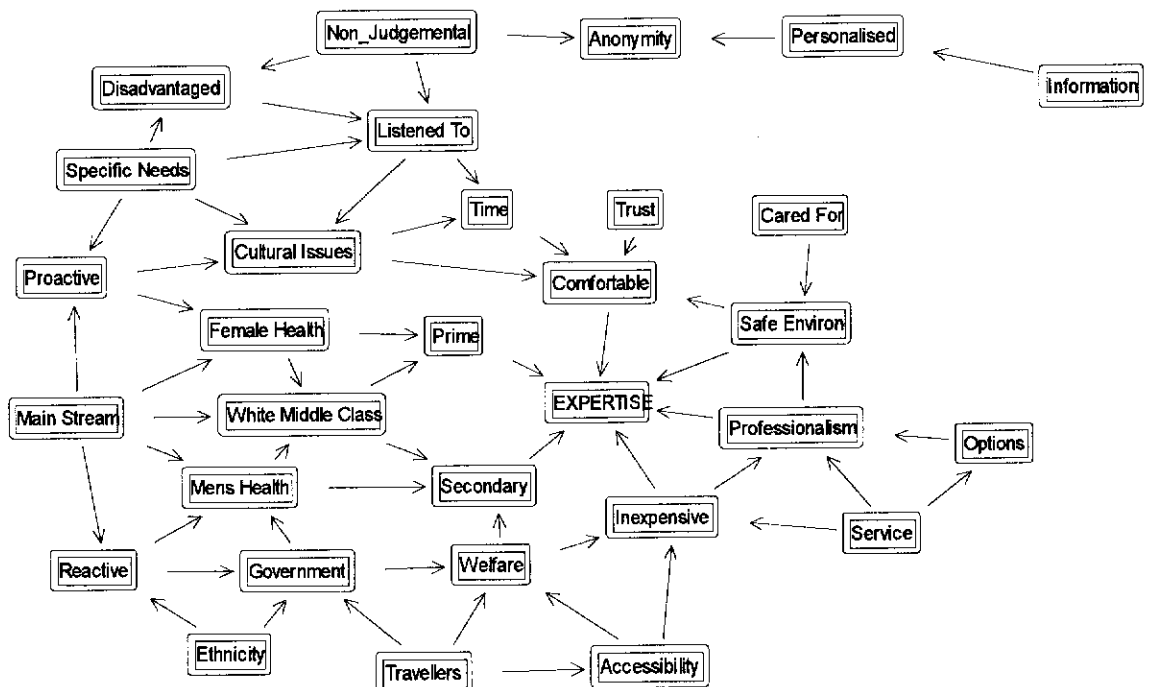 Non_Judgemental
Anonymity
Personalised
Disadvantaged
Information
Listened To
Specific Needs
Time
Trust
Cared For
Cultural Issues
Proactive
Comfortable
Female Health
Prime
Safe Environ
Main Stream
White Middle Class
EXPERTISE
Professionalism
Options
Mens Health
Secondary
Inexpensive
Service
Reactive
Government
Welfare
Ethnicity
Travellers
Accessibility